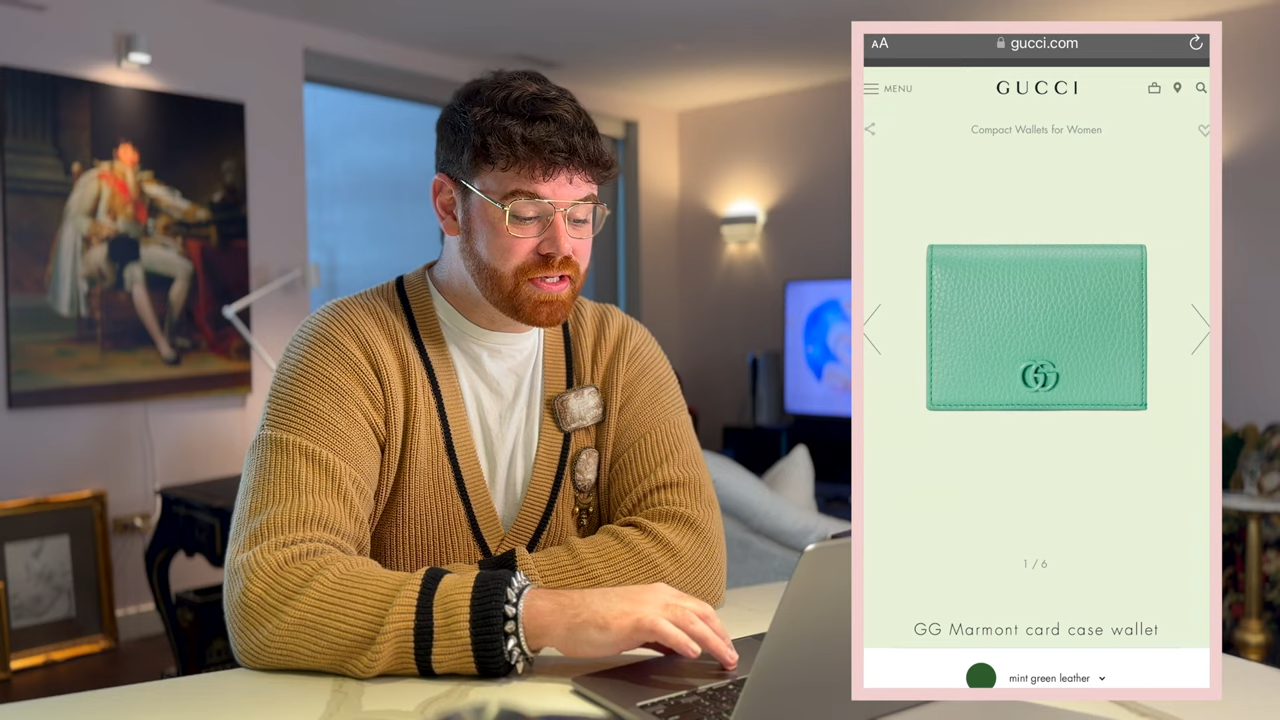 AA
gucci.com
MENU
GUCCI
Compact Wallets for Women
1 / 6
GG Marmont card case wallet
mint green leather